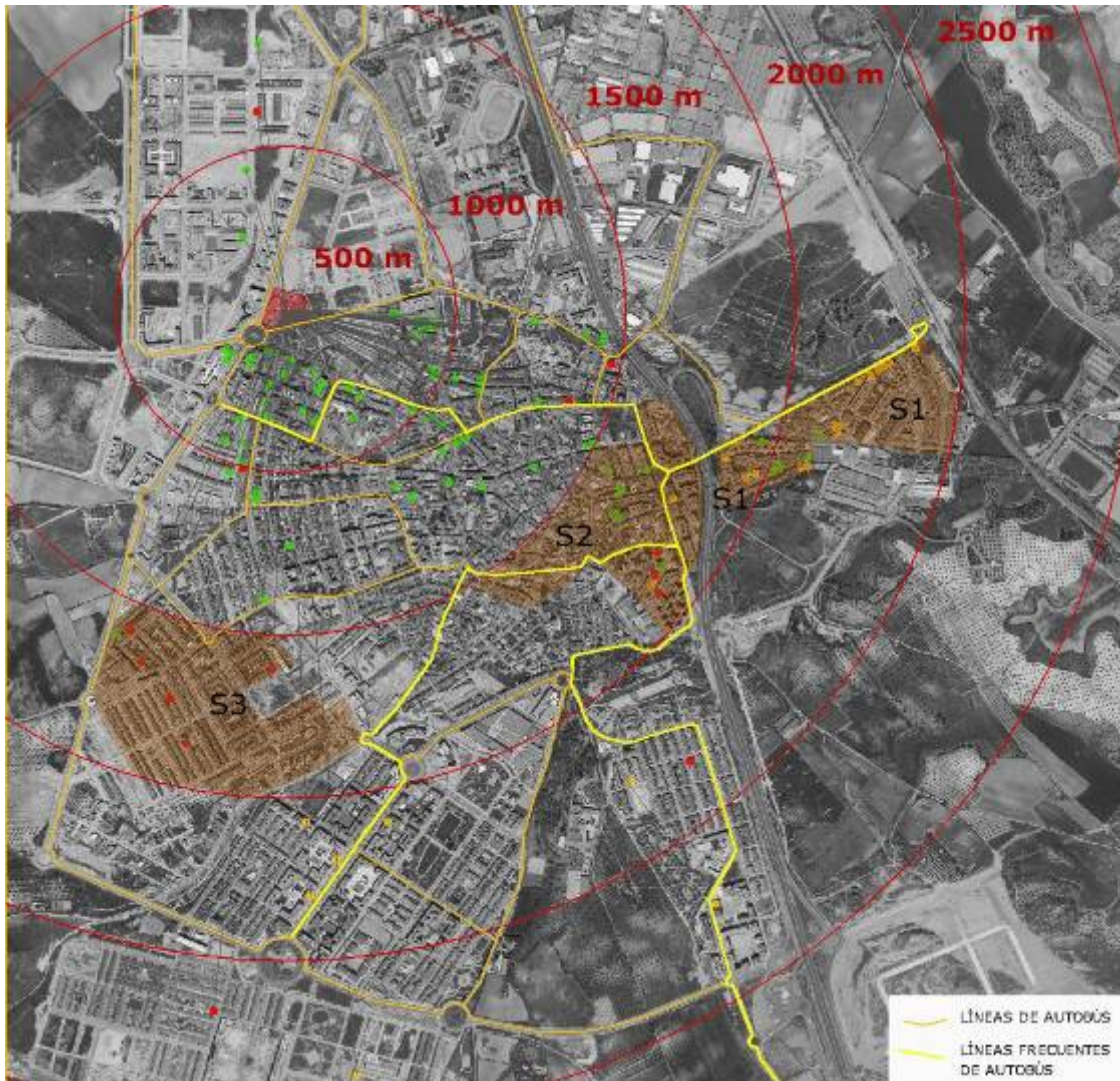 2500 m
2000 m
1500 m
1000 m
500 m
S1
S1
S2
S3
LÍNEAS DE AUTOBÚS
LÍNEAS FRECUENTES
DE AUTOBÚS